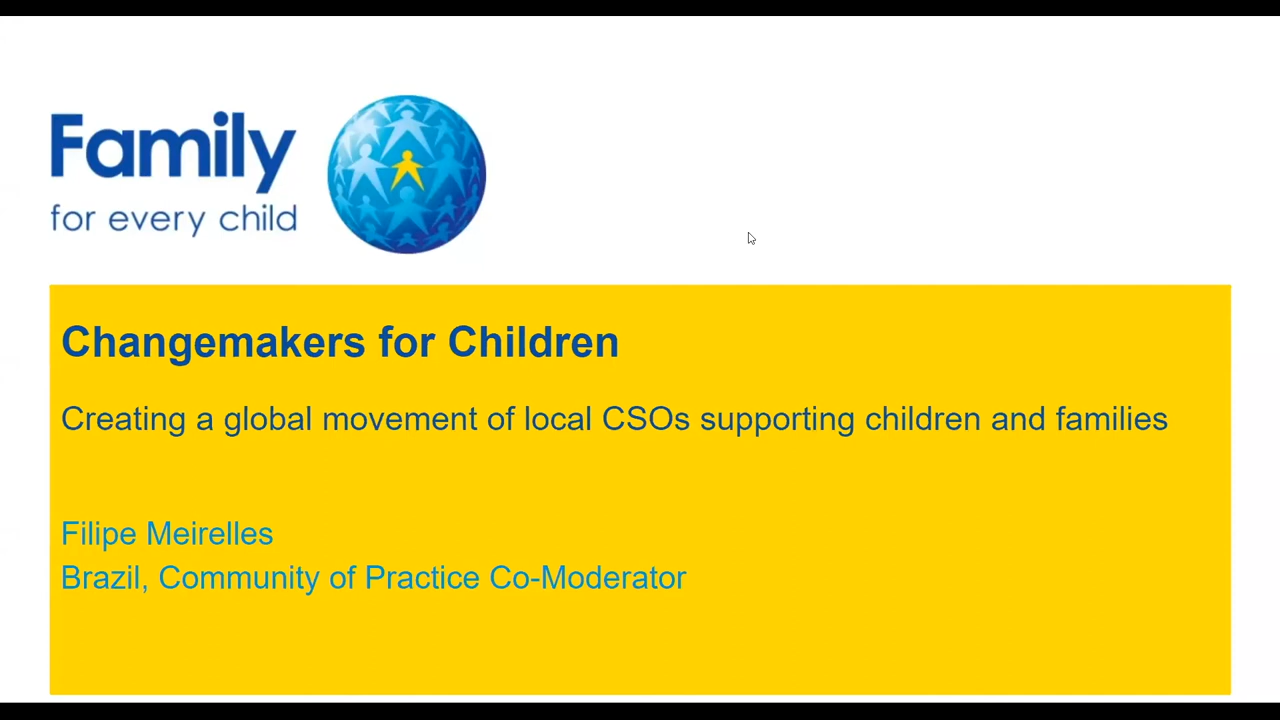 Family
for every child
Changemakers for Children
Creating a global movement of local CSOs supporting children and families
Filipe Meirelles
Brazil, Community of Practice Co-Moderator